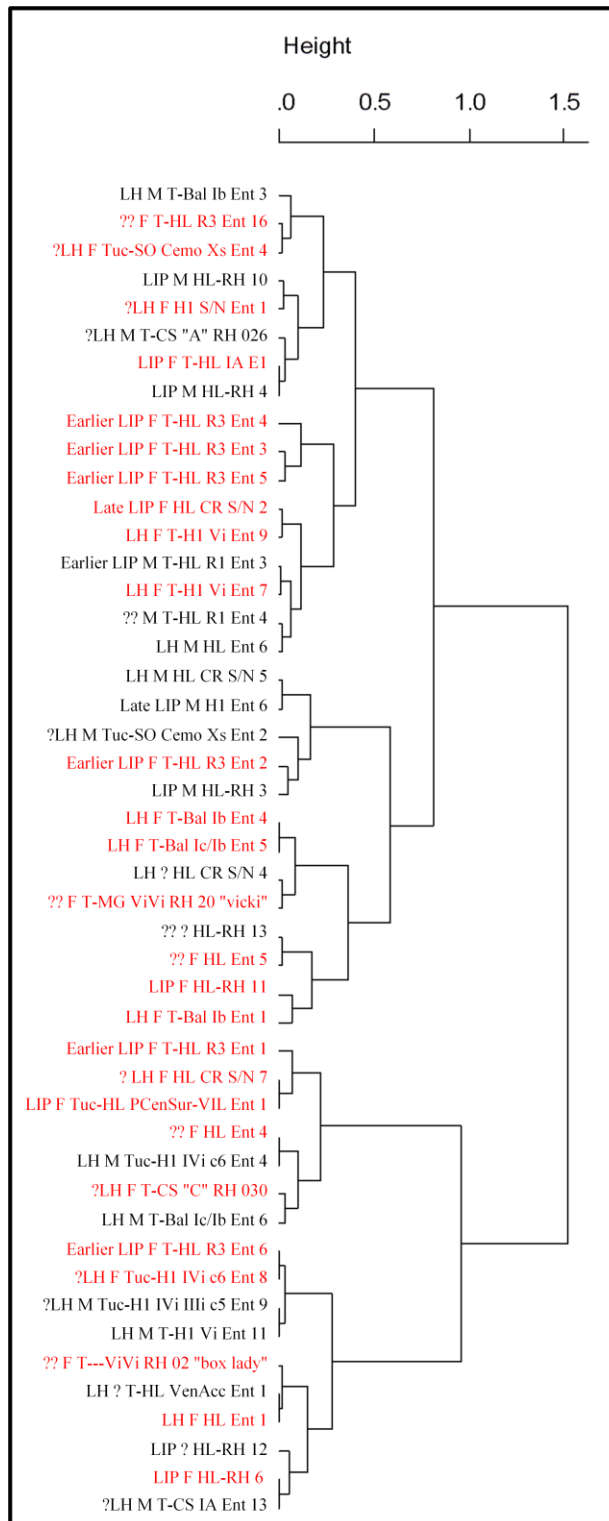 Height
.0 0.5 1.0 1.5
LH M T-Bal Ib Ent 3
?? F T-HL R3 Ent 16
?LH F Tuc-SO Cemo Xs Ent 4
LIP M HL-RH 10
?LH F H1 S/N Ent 1
?LH M T-CS "A" RH 026
LIP F T-HL IA E1
LIP M HL-RH 4
Earlier LIP F T-HL R3 Ent 4
Earlier LIP F T-HL R3 Ent 3
Earlier LIP F T-HL R3 Ent 5
Late LIP F HL CR S/N 2
LH F T-H1 Vi Ent 9
Earlier LIP M T-HL R1 Ent 3
LH F T-H1 Vi Ent 7
?? M T-HL R1 Ent 4
LH M HL Ent 6
LH M HL CR S/N 5
Late LIP M H1 Ent 6
?LH M Tuc-SO Cemo Xs Ent 2
Earlier LIP F T-HL R3 Ent 2
LIP M HL-RH 3
LH F T-Bal Ib Ent 4
LH F T-Bal Ic/Ib Ent 5
LH ? HL CR S/N 4
?? F T-MG ViVi RH 20 "vicki"
?? ? HL-RH 13
?? F HL Ent 5
LIP F HL-RH 11
LH F T-Bal Ib Ent 1
Earlier LIP F T-HL R3 Ent 1
? LH F HL CR S/N 7
LIP F Tuc-HL PCenSur-VIL Ent 1
?? F HL Ent 4
LH M Tuc-H1 IVi c6 Ent 4
?LH F T-CS "C" RH 030
LH M T-Bal Ic/Ib Ent 6
Earlier LIP F T-HL R3 Ent 6
?LH F Tuc-H1 IVi c6 Ent 8
?LH M Tuc-H1 IVi IIIi c5 Ent 9
LH M T-H1 Vi Ent 11
?? F T---ViVi RH 02 "box lady"
LH ? T-HL VenAcc Ent 1
LH F HL Ent 1
LIP ? HL-RH 12
LIP F HL-RH 6
?LH M T-CS IA Ent 13